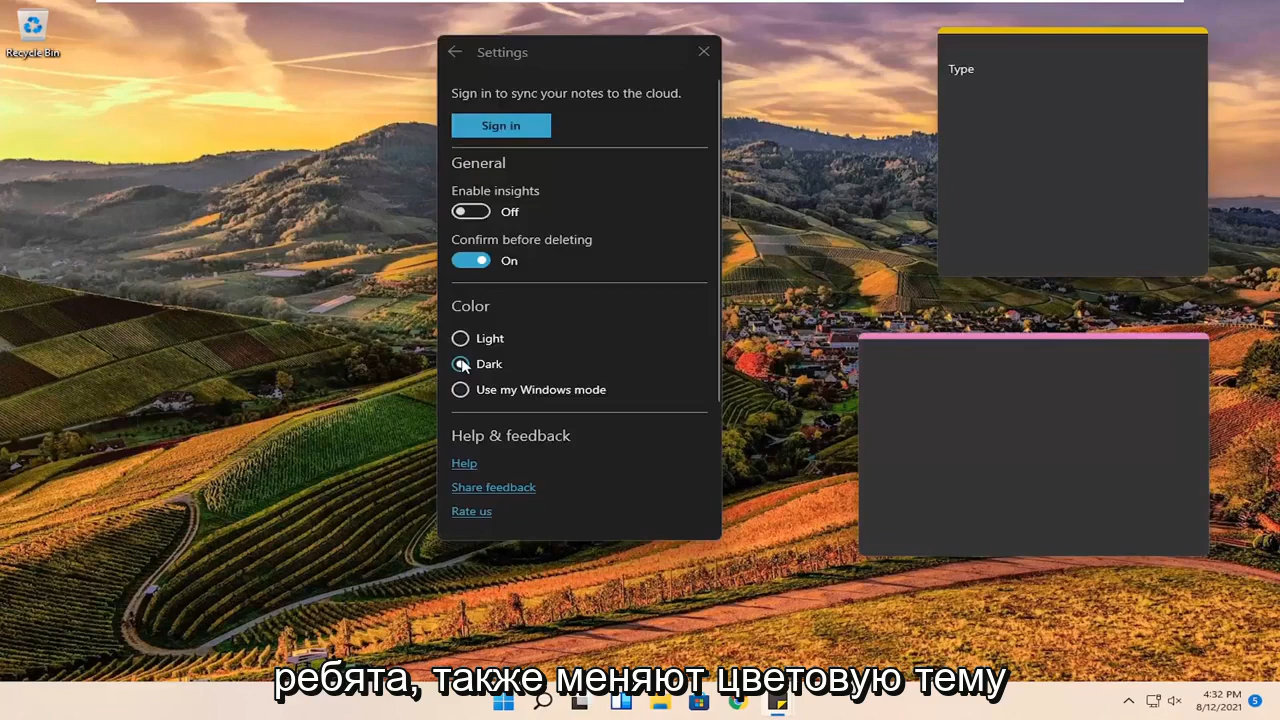 Recycle Bin
Settings
Sign in to sync your notes to the cloud.
Sign in
General
Enable insights
Off
Confirm before deleting
On
Color
Light
Dark
Use my Windows mode
Help & feedback
Help
Share feedback
Rate us
Type
ребята, также меняют цветовую тему
4:32 PM
8/12/2021
5